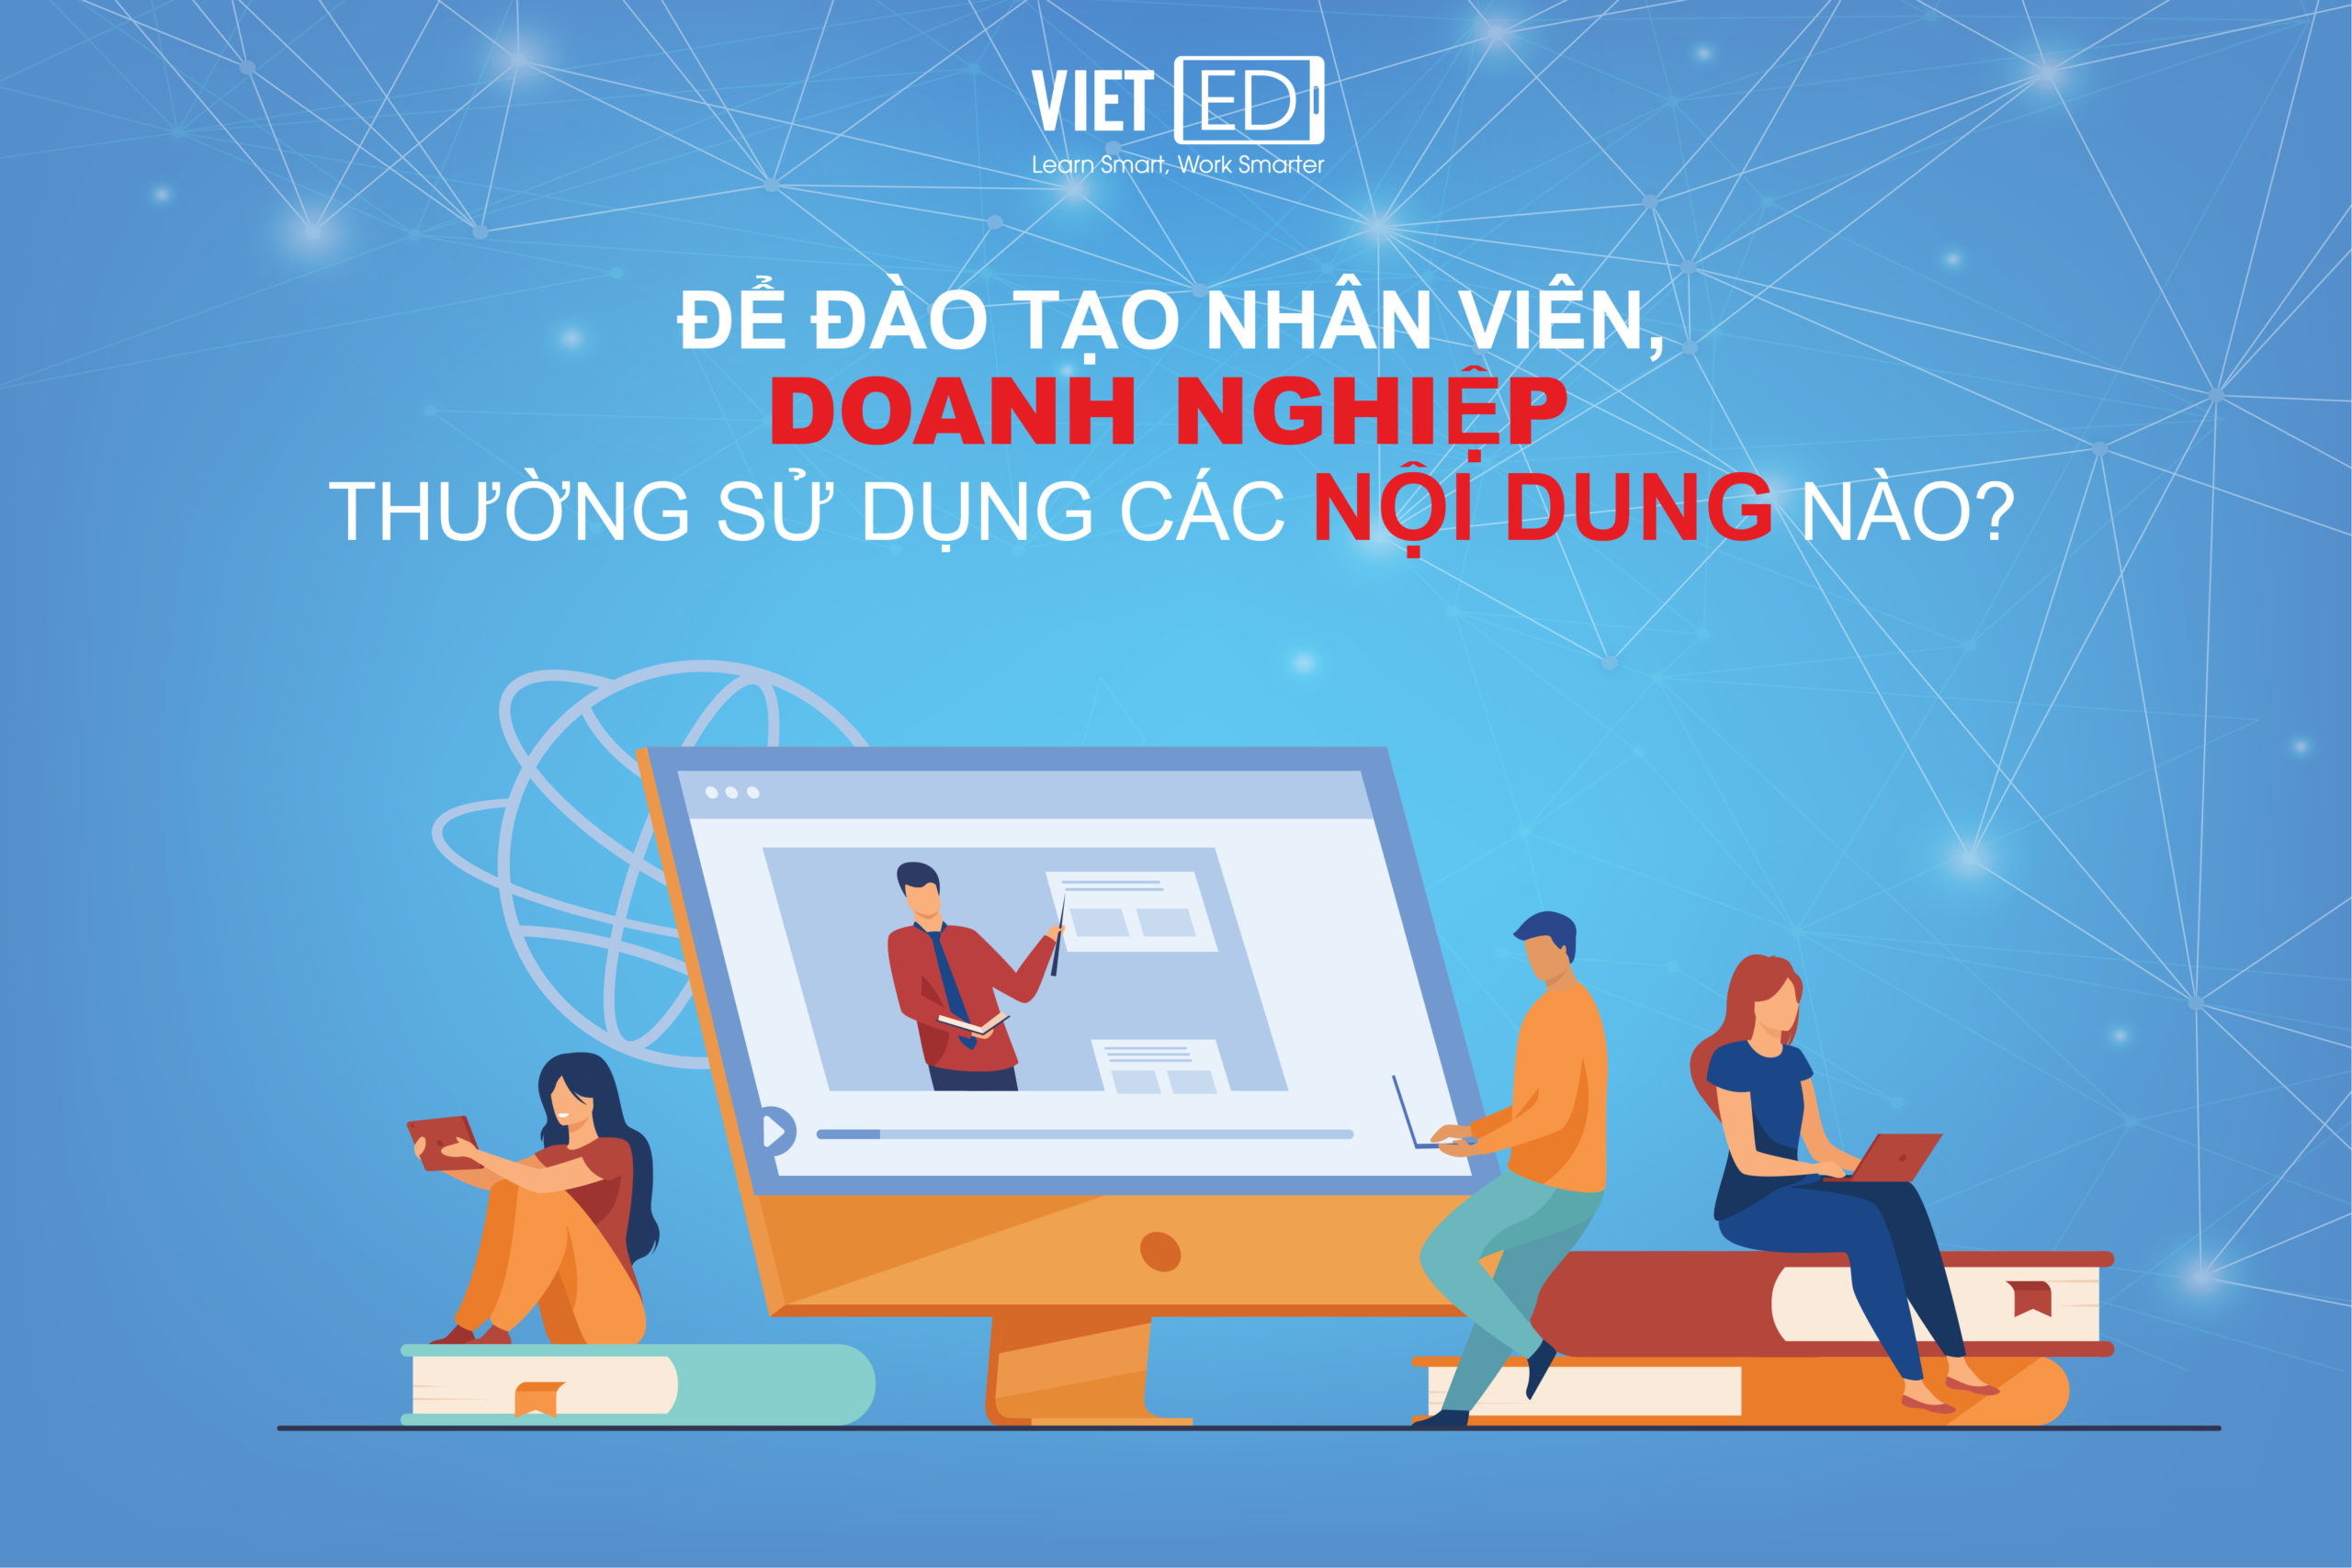 VIET ED
Learn Smart, Work Smarter
ĐỂ ĐÀO TẠO NHÂN VIÊN,
DOANH NGHIỆP
THƯỜNG SỬ DỤNG CÁC NỘI DUNG NÀO?